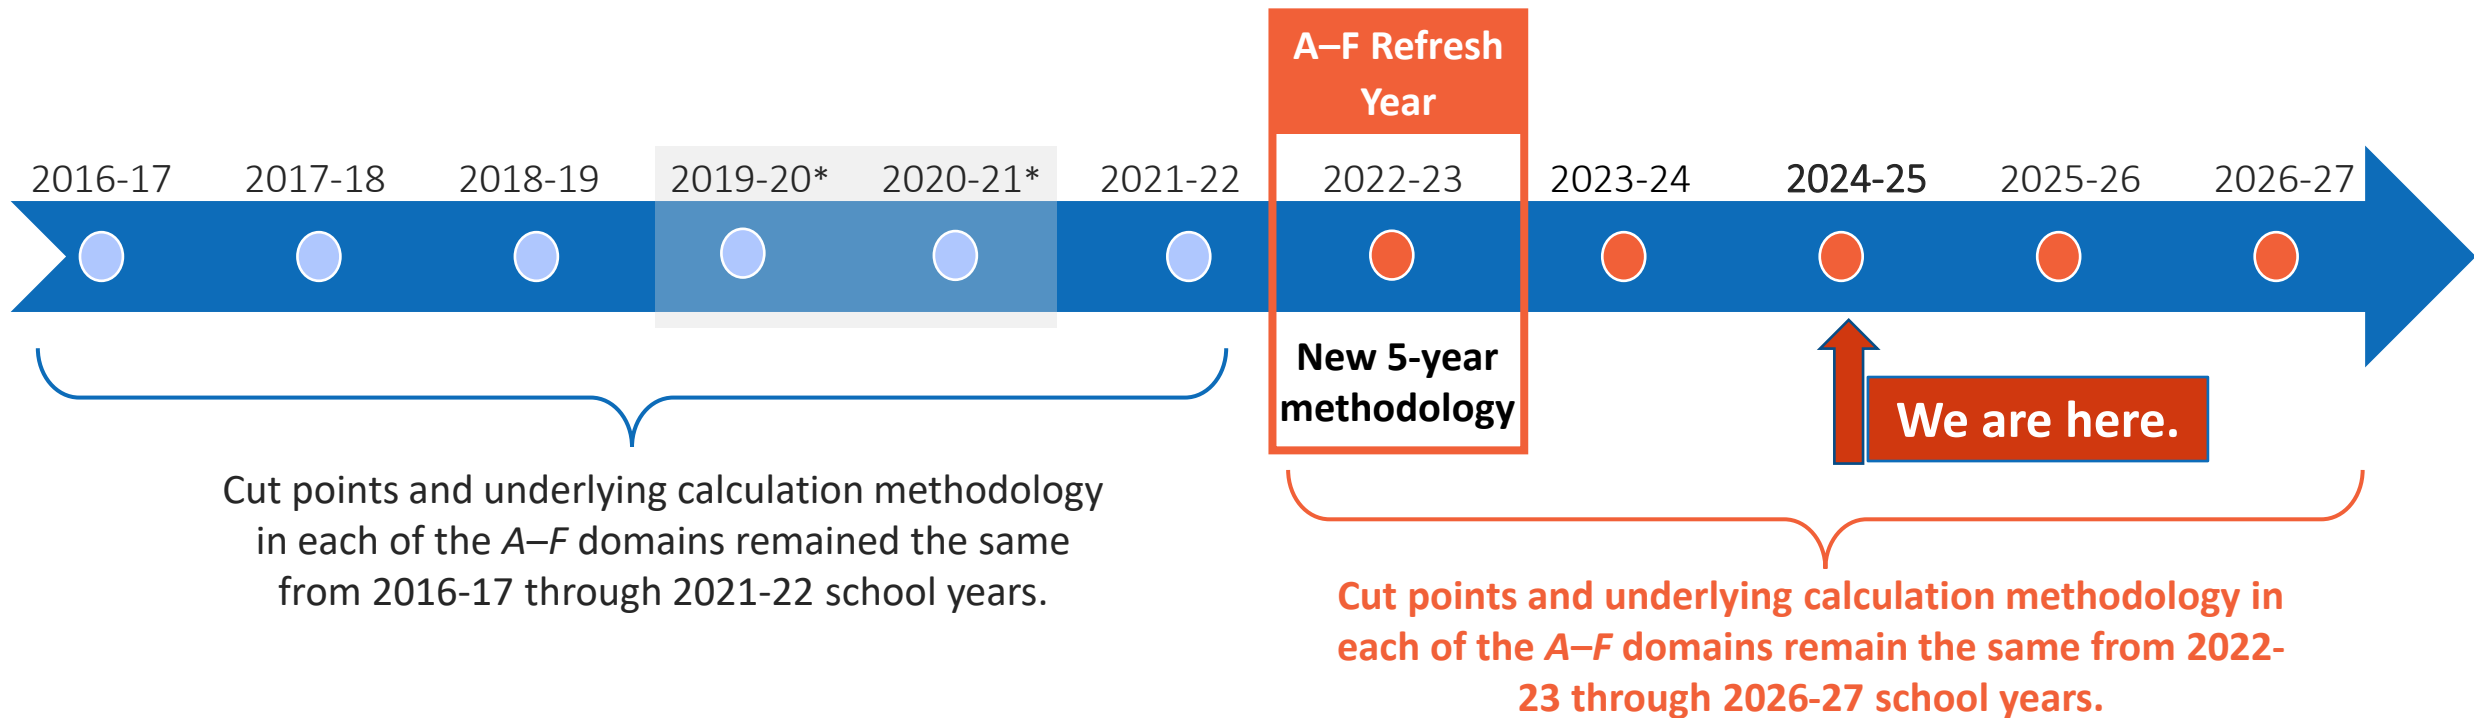 A–F Refresh
Year
2016-17 2017-18 2018-19 2019-20* 2020-21* 2021-22 2022-23 2023-24 2024-25 2025-26 2026-27
New 5-year
methodology
We are here.
Cut points and underlying calculation methodology
in each of the A–F domains remained the same
from 2016-17 through 2021-22 school years.
Cut points and underlying calculation methodology in
each of the A–F domains remain the same from 2022-
23 through 2026-27 school years.